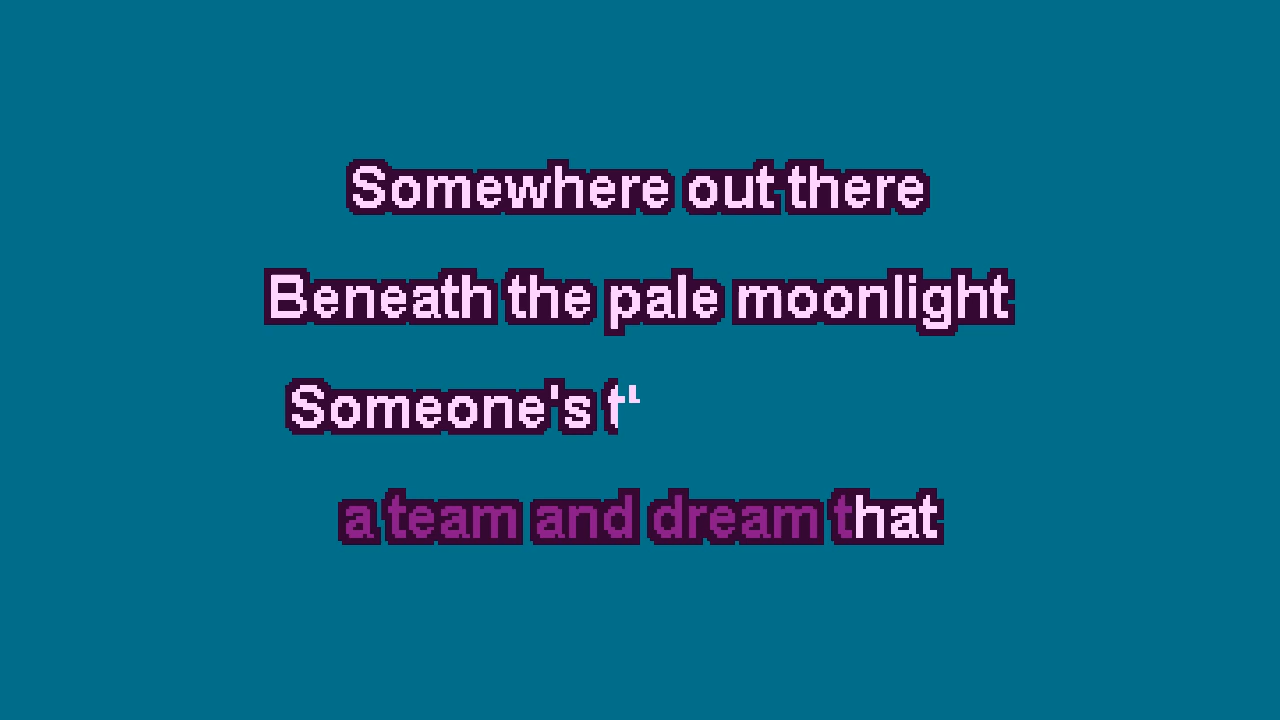 Somewhere out there
Beneath the pale moonlight
Someone's
a team and dream that